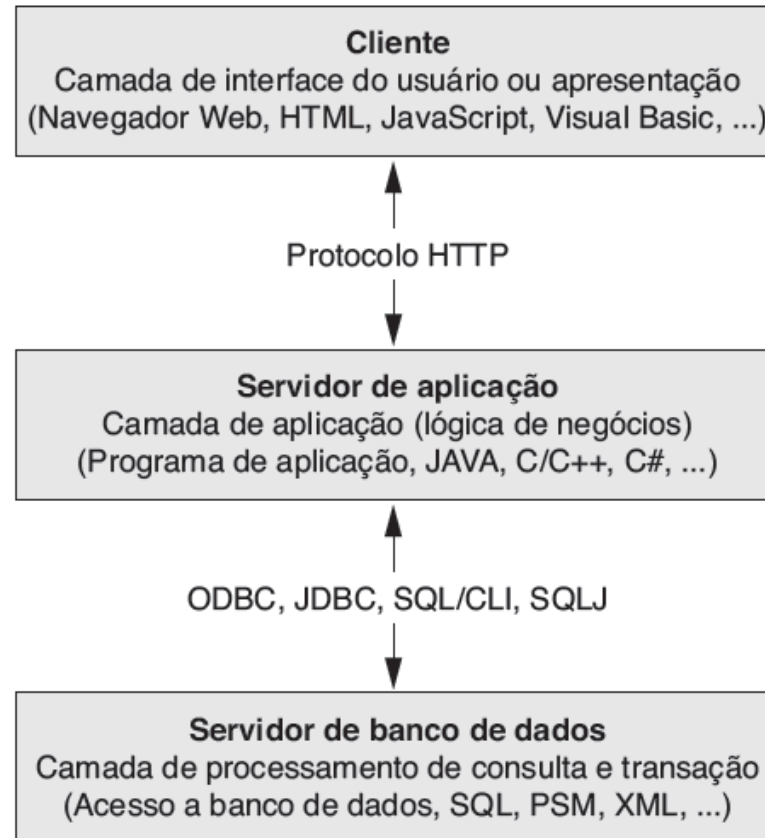 Cliente
Camada de interface do usuário ou apresentação
(Navegador Web, HTML, JavaScript, Visual Basic, ...)
Protocolo HTTP
Servidor de aplicação
Camada de aplicação (lógica de negócios)
(Programa de aplicação, JAVA, C/C++, C#, ...)
ODBC, JDBC, SQL/CLI, SQLJ
Servidor de banco de dados
Camada de processamento de consulta e transação
(Acesso a banco de dados, SQL, PSM, XML, ...)